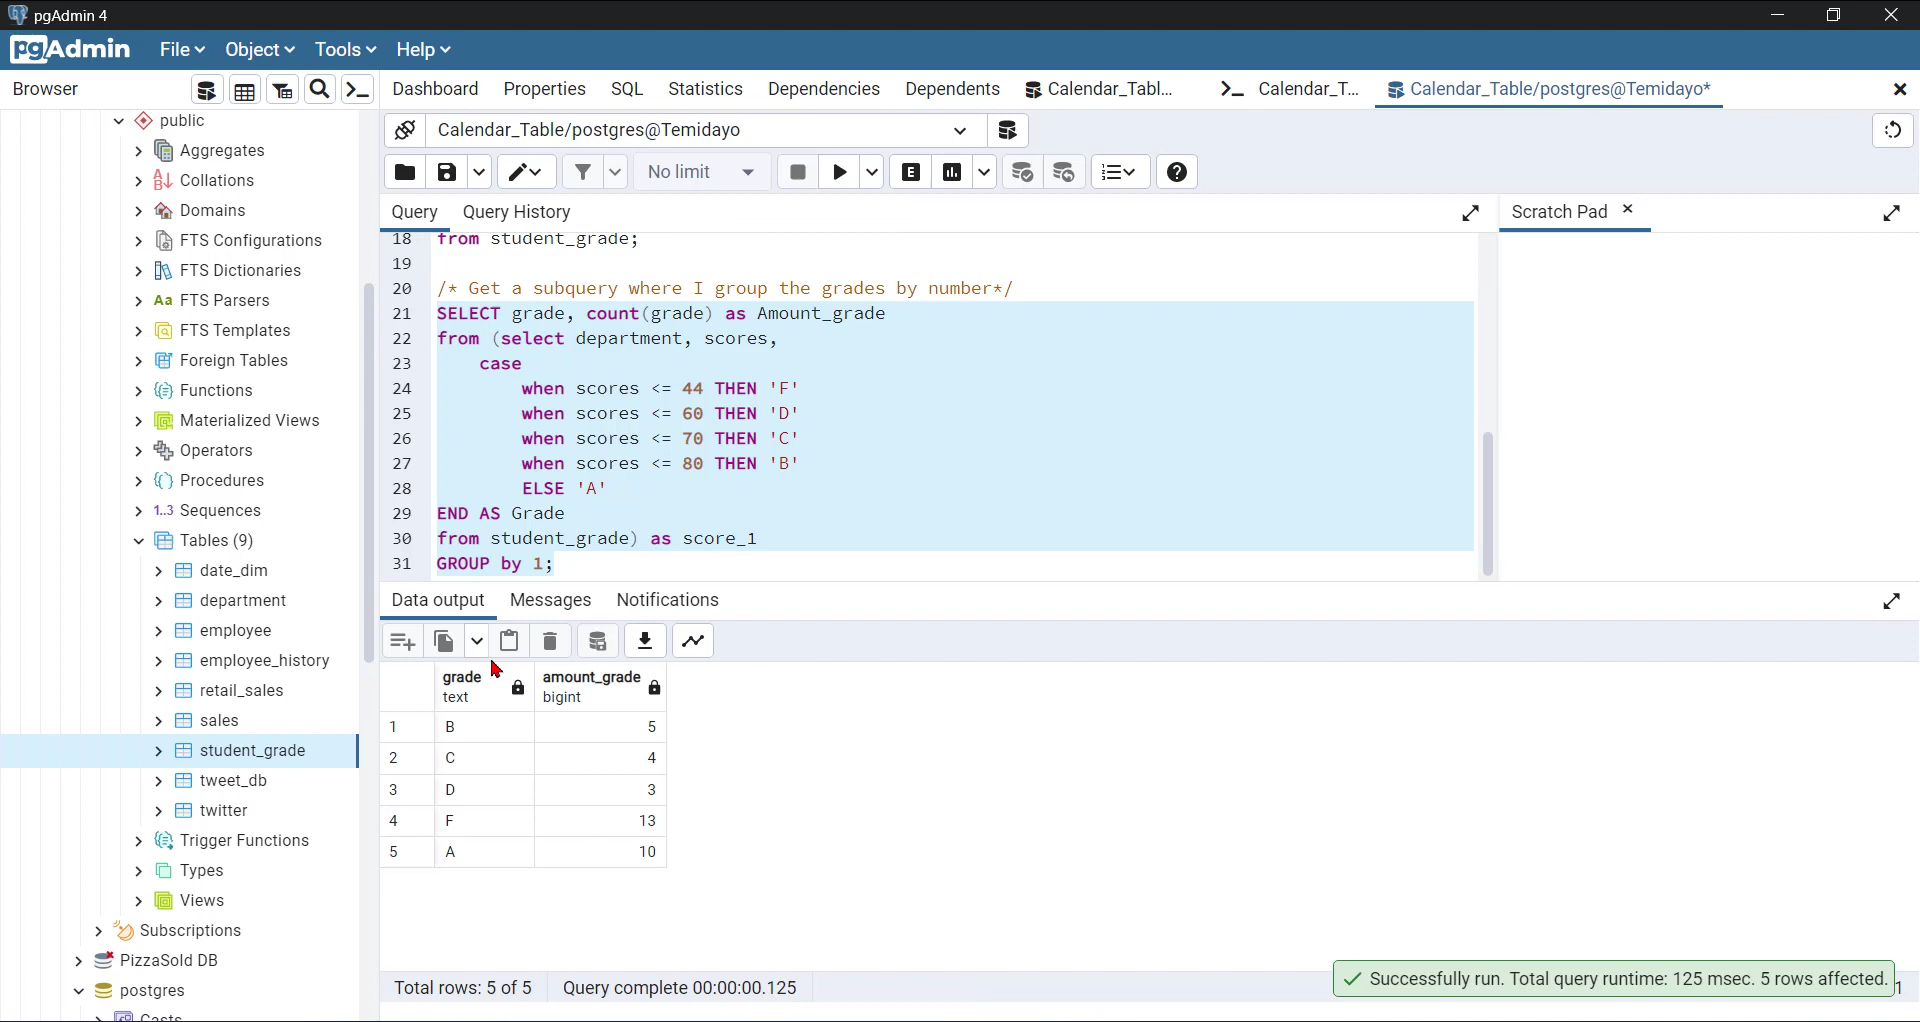 pgAdmin 4
pgAdmin File Object Tools Help
Browser
Dashboard Properties SQL Statistics Dependencies Dependents Calendar_Tabl... Calendar_T... Calendar_Table/postgres@Temidayo*
public
Aggregates
Collations
Domains
FTS Configurations
FTS Dictionaries
Aa FTS Parsers
FTS Templates
Foreign Tables
Functions
Materialized Views
Operators
Procedures
1..3 Sequences
Tables (9)
date_dim
department
employee
employee_history
retail_sales
sales
student_grade
tweet_db
twitter
Trigger Functions
Types
Views
Subscriptions
PizzaSold DB
postgres
Casts
Calendar_Table/postgres@Temidayo
No limit
E
Query Query History
Scratch Pad
18 from student_grade;
19
20 /* Get a subquery where I group the grades by number*/
21 SELECT grade, count(grade) as Amount_grade
22 from (select department, scores,
23 case
24 when scores <= 44 THEN 'F'
25 when scores <= 60 THEN 'D'
26 when scores <= 70 THEN 'C'
27 when scores <= 80 THEN 'B'
28 ELSE 'A'
29 END AS Grade
30 from student_grade) as score_1
31 GROUP by 1;
Data output Messages Notifications
grade amount_grade
text bigint
1 B 5
2 C 4
3 D 3
4 F 13
5 A 10
Total rows: 5 of 5 Query complete 00:00:00.125
Successfully run. Total query runtime: 125 msec. 5 rows affected.
1